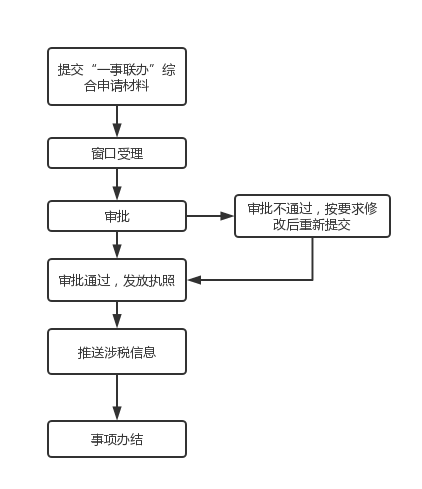 提交“一事联办”综
合申请材料
窗口受理
审批
审批不通过，按要求修
改后重新提交
审批通过，发放执照
推送涉税信息
事项办结